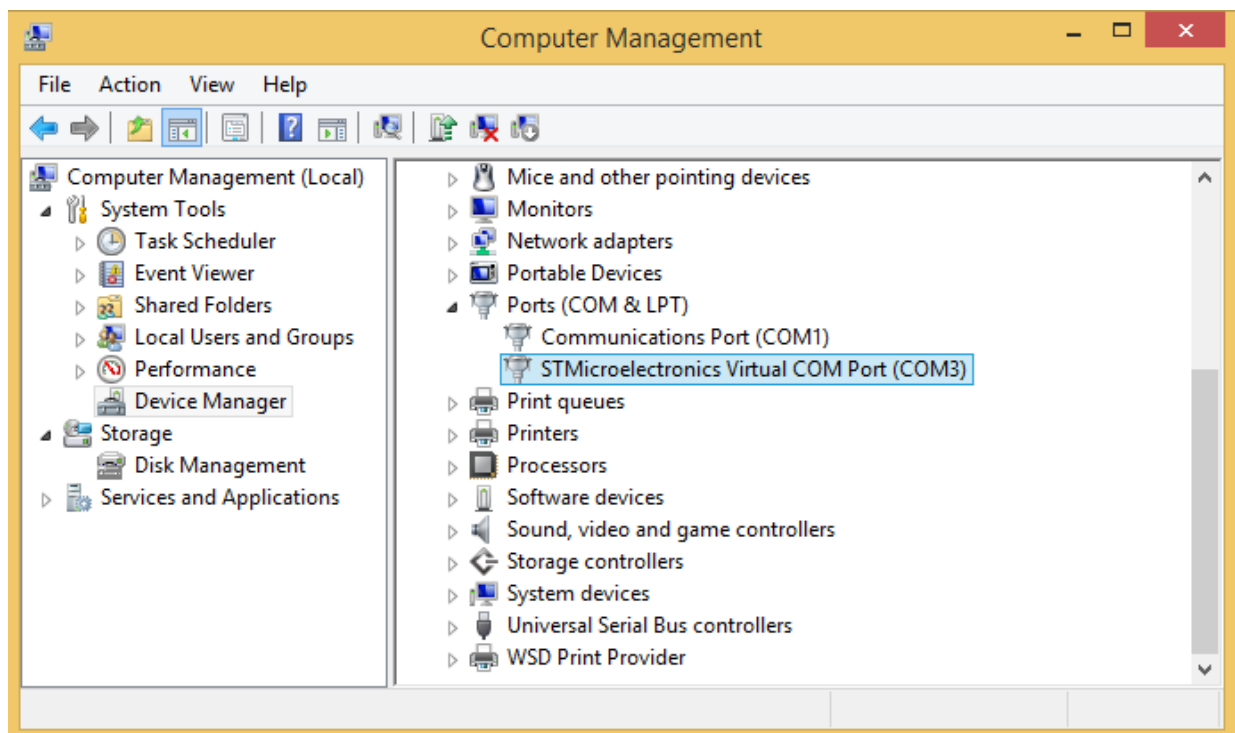 Computer Management
File Action View Help
Computer Management (Local)
System Tools
Task Scheduler
Event Viewer
Shared Folders
Local Users and Groups
Performance
Device Manager
Storage
Disk Management
Services and Applications
Mice and other pointing devices
Monitors
Network adapters
Portable Devices
Ports (COM & LPT)
Communications Port (COM1)
STMicroelectronics Virtual COM Port (COM3)
Print queues
Printers
Processors
Software devices
Sound, video and game controllers
Storage controllers
System devices
Universal Serial Bus controllers
WSD Print Provider